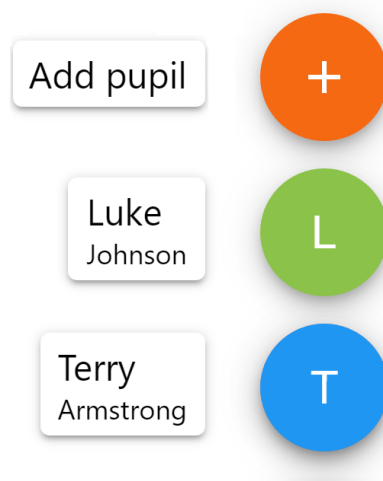 Add pupil +
Luke
Johnson
L
Terry
Armstrong
T